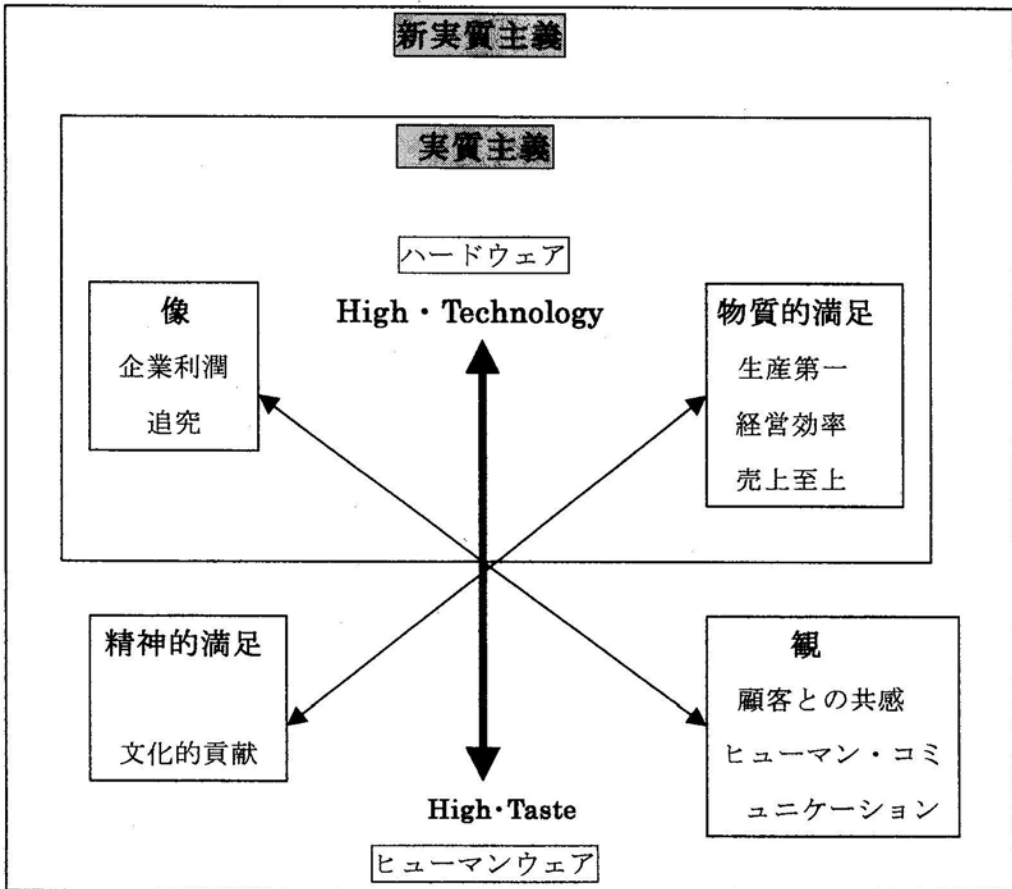 新実質主義
実質主義
ハードウェア
High・Technology
像
企業利潤
追究
物質的満足
生産第一
経営効率
売上至上
精神的満足
文化的貢献
観
顧客との共感
ヒューマン・コミ
ュニケーション
High・Taste
ヒューマンウェア